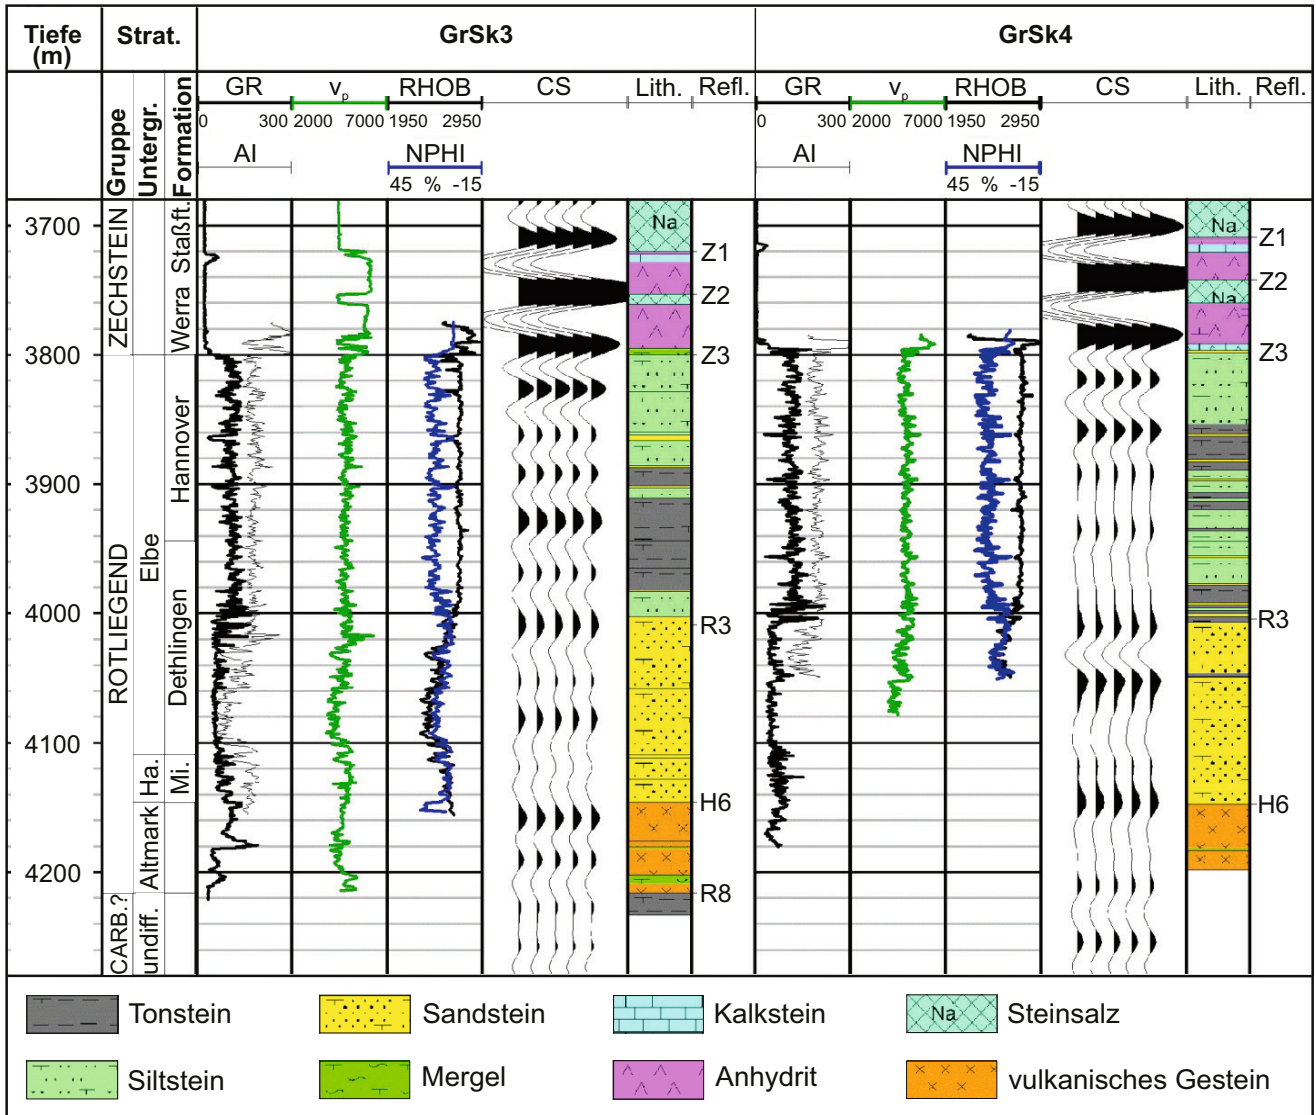 Tiefe (m) Strat. GrSk3 GrSk4
Gruppe Untergr. Formation
GR vp RHOB CS Lith. Refl. GR vp RHOB CS Lith. Refl.
0 300 2000 7000 1950 2950 0 300 2000 7000 1950 2950
AI NPHI AI NPHI
45 % -15 45 % -15
ZECHSTEIN
Staßft.
Werra
ROTLIEGEND
Elbe
Hannover
Dethlingen
Ha.
Mi.
Altmark
CARB.?
undiff.
3700
3800
3900
4000
4100
4200
Na
Z1
Z2
Z3
R3
H6
R8
Na
Na
Z1
Z2
Z3
R3
H6
Tonstein Sandstein Kalkstein Na Steinsalz
Siltstein Mergel Anhydrit vulkanisches Gestein